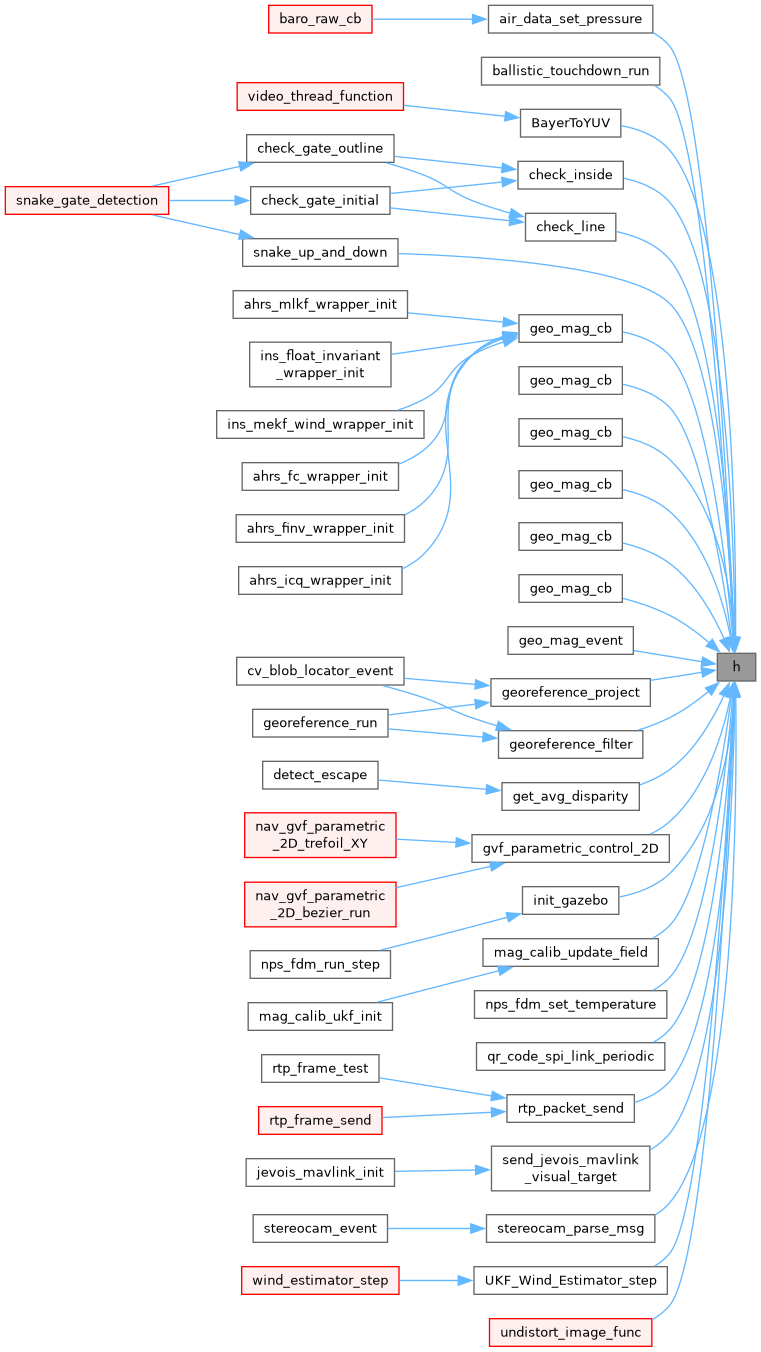 baro_raw_cb
air_data_set_pressure
ballistic_touchdown_run
video_thread_function
BayerToYUV
check_gate_outline
check_inside
snake_gate_detection
check_gate_initial
check_line
snake_up_and_down
ahrs_mlkf_wrapper_init
geo_mag_cb
ins_float_invariant
_wrapper_init
geo_mag_cb
ins_mekf_wind_wrapper_init
geo_mag_cb
ahrs_fc_wrapper_init
geo_mag_cb
ahrs_finv_wrapper_init
geo_mag_cb
ahrs_icq_wrapper_init
geo_mag_cb
geo_mag_event
h
cv_blob_locator_event
georeference_project
georeference_run
georeference_filter
detect_escape
get_avg_disparity
nav_gvf_parametric
_2D_trefoil_XY
gvf_parametric_control_2D
nav_gvf_parametric
_2D_bezier_run
init_gazebo
nps_fdm_run_step
mag_calib_update_field
mag_calib_ukf_init
nps_fdm_set_temperature
qr_code_spi_link_periodic
rtp_frame_test
rtp_packet_send
rtp_frame_send
jevois_mavlink_init
send_jevois_mavlink
_visual_target
stereocam_event
stereocam_parse_msg
wind_estimator_step
UKF_Wind_Estimator_step
undistort_image_func